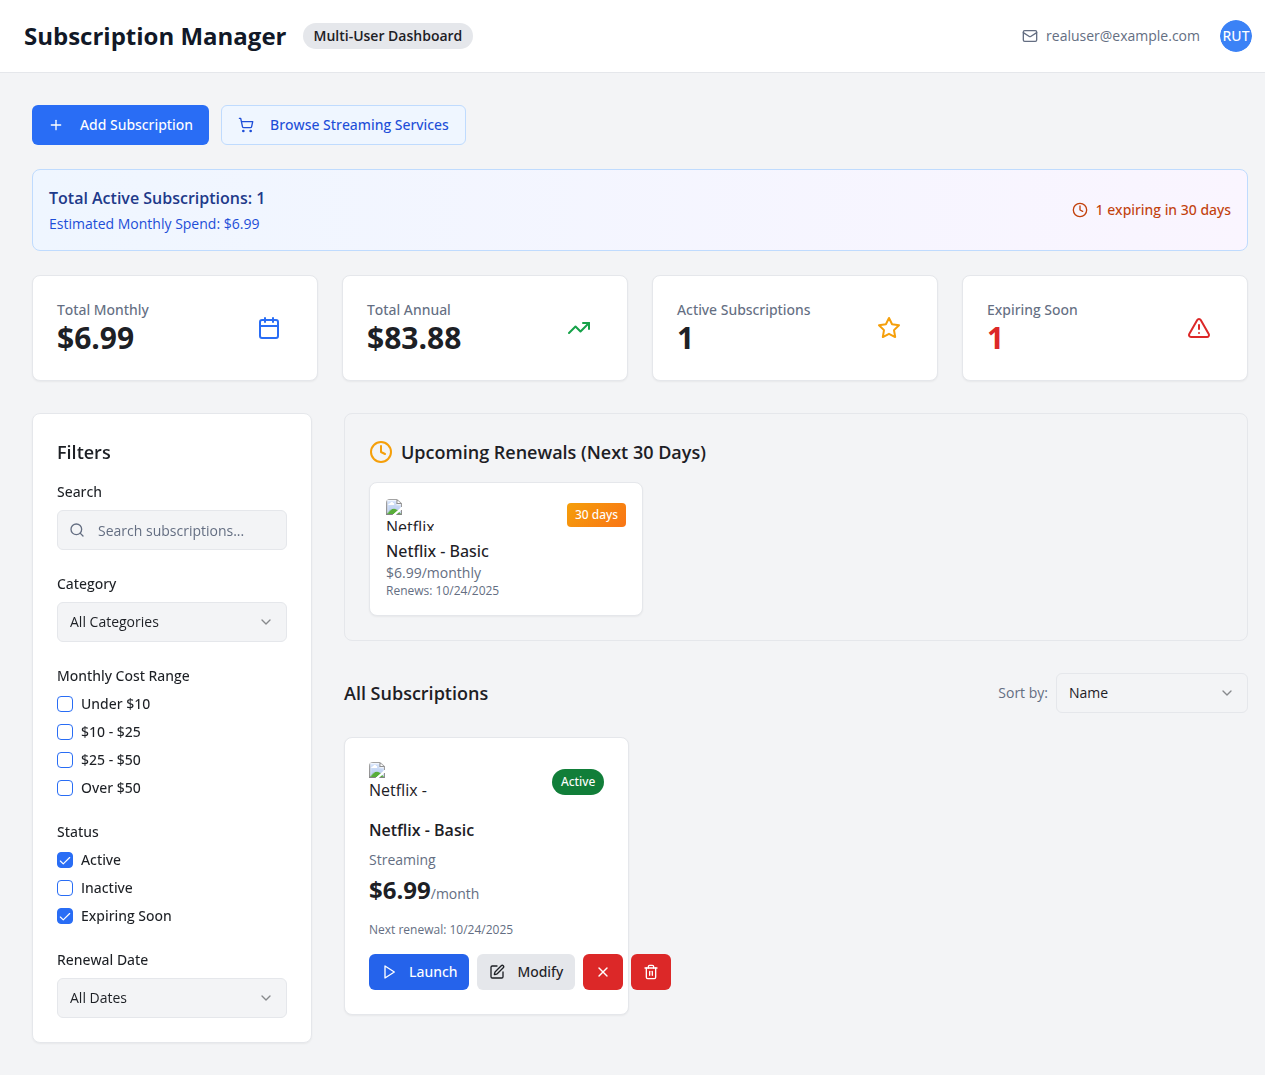 Subscription Manager
Multi-User Dashboard
realuser@example.com
RUT
Add Subscription
Browse Streaming Services
Total Active Subscriptions: 1
Estimated Monthly Spend: $6.99
1 expiring in 30 days
Total Monthly
$6.99
Total Annual
$83.88
Active Subscriptions
1
Expiring Soon
1
Filters
Search
Search subscriptions...
Category
All Categories
Monthly Cost Range
Under $10
$10 - $25
$25 - $50
Over $50
Status
Active
Inactive
Expiring Soon
Renewal Date
All Dates
Upcoming Renewals (Next 30 Days)
Netflix
30 days
Netflix - Basic
$6.99/monthly
Renews: 10/24/2025
All Subscriptions
Sort by:
Name
Netflix -
Active
Netflix - Basic
Streaming
$6.99/month
Next renewal: 10/24/2025
Launch
Modify